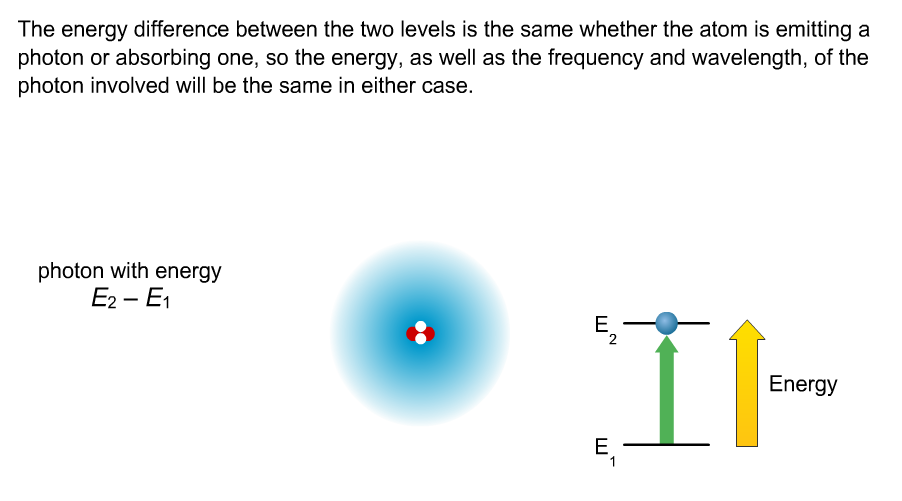 The energy difference between the two levels is the same whether the atom is emitting a
photon or absorbing one, so the energy, as well as the frequency and wavelength, of the
photon involved will be the same in either case.
photon with energy
E₂ – E₁
E₂
Energy
E₁